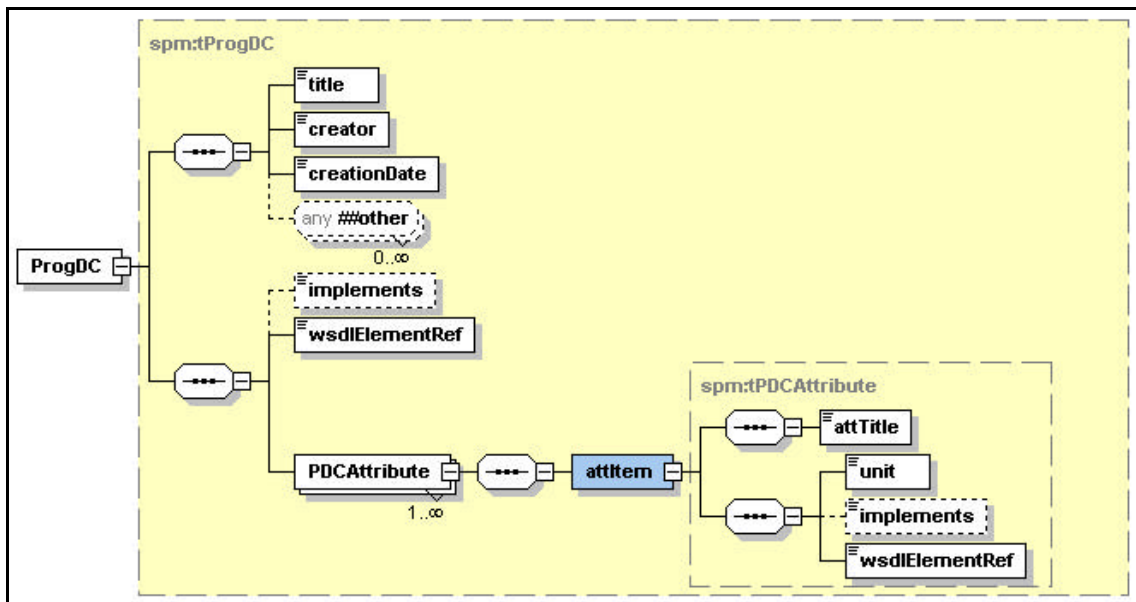 spm:tProgDC
title
creator
creationDate
any ##other
0..∞
ProgDC
implements
wsdlElementRef
spm:tPDCAttribute
attTitle
PDCAttribute
attItem
unit
1..∞
implements
wsdlElementRef